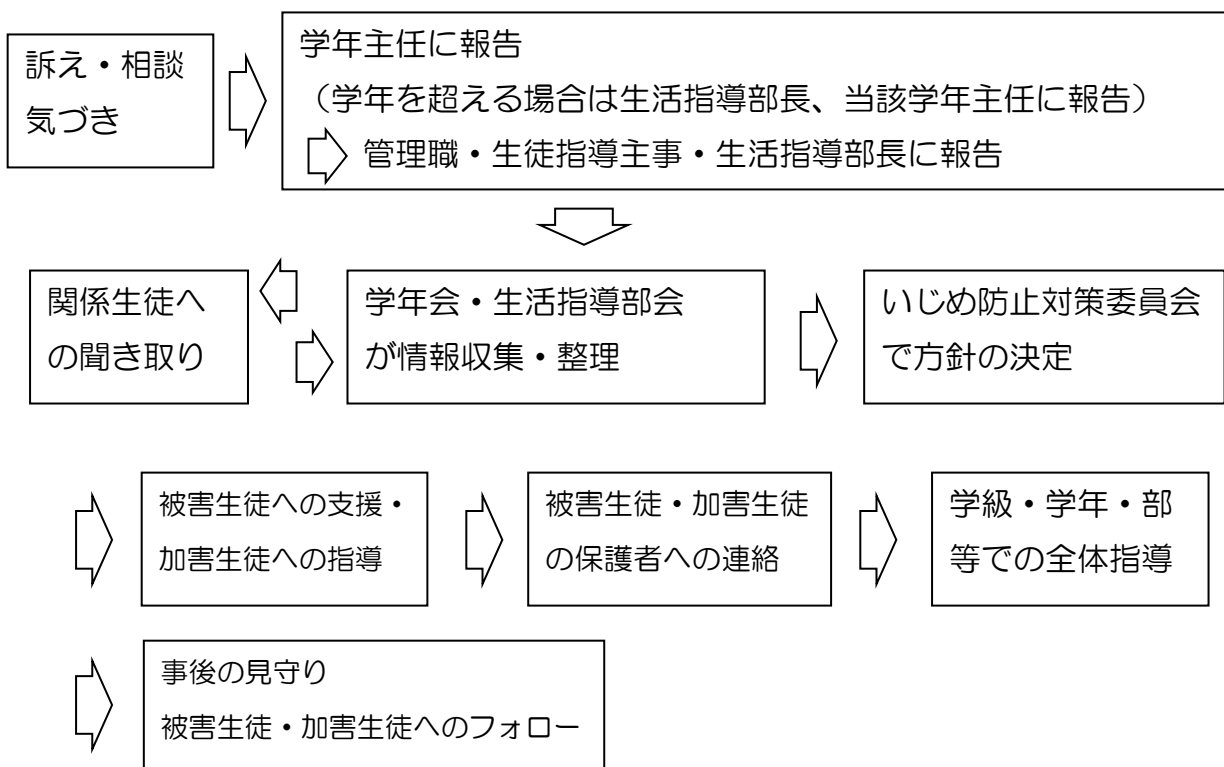 訴え・相談
気づき
学年主任に報告
（学年を超える場合は生活指導部長、当該学年主任に報告）
管理職・生徒指導主事・生活指導部長に報告
関係生徒へ
の聞き取り
学年会・生活指導部会
が情報収集・整理
いじめ防止対策委員会
で方針の決定
被害生徒への支援・
加害生徒への指導
被害生徒・加害生徒
の保護者への連絡
学級・学年・部
等での全体指導
事後の見守り
被害生徒・加害生徒へのフォロー